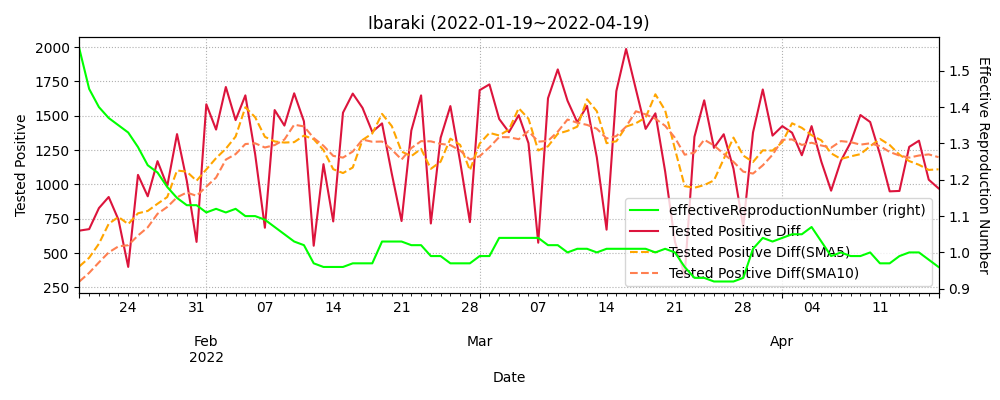 Ibaraki (2022-01-19~2022-04-19)
Tested Positive
2000
1750
1500
1250
1000
750
500
250
Effective Reproduction Number
1.5
1.4
1.3
1.2
1.1
1.0
0.9
effectiveReproductionNumber (right)
Tested Positive Diff
Tested Positive Diff(SMA5)
Tested Positive Diff(SMA10)
24 31 07 14 21 28 07 14 21 28 04 11
Feb Mar Apr
2022
Date